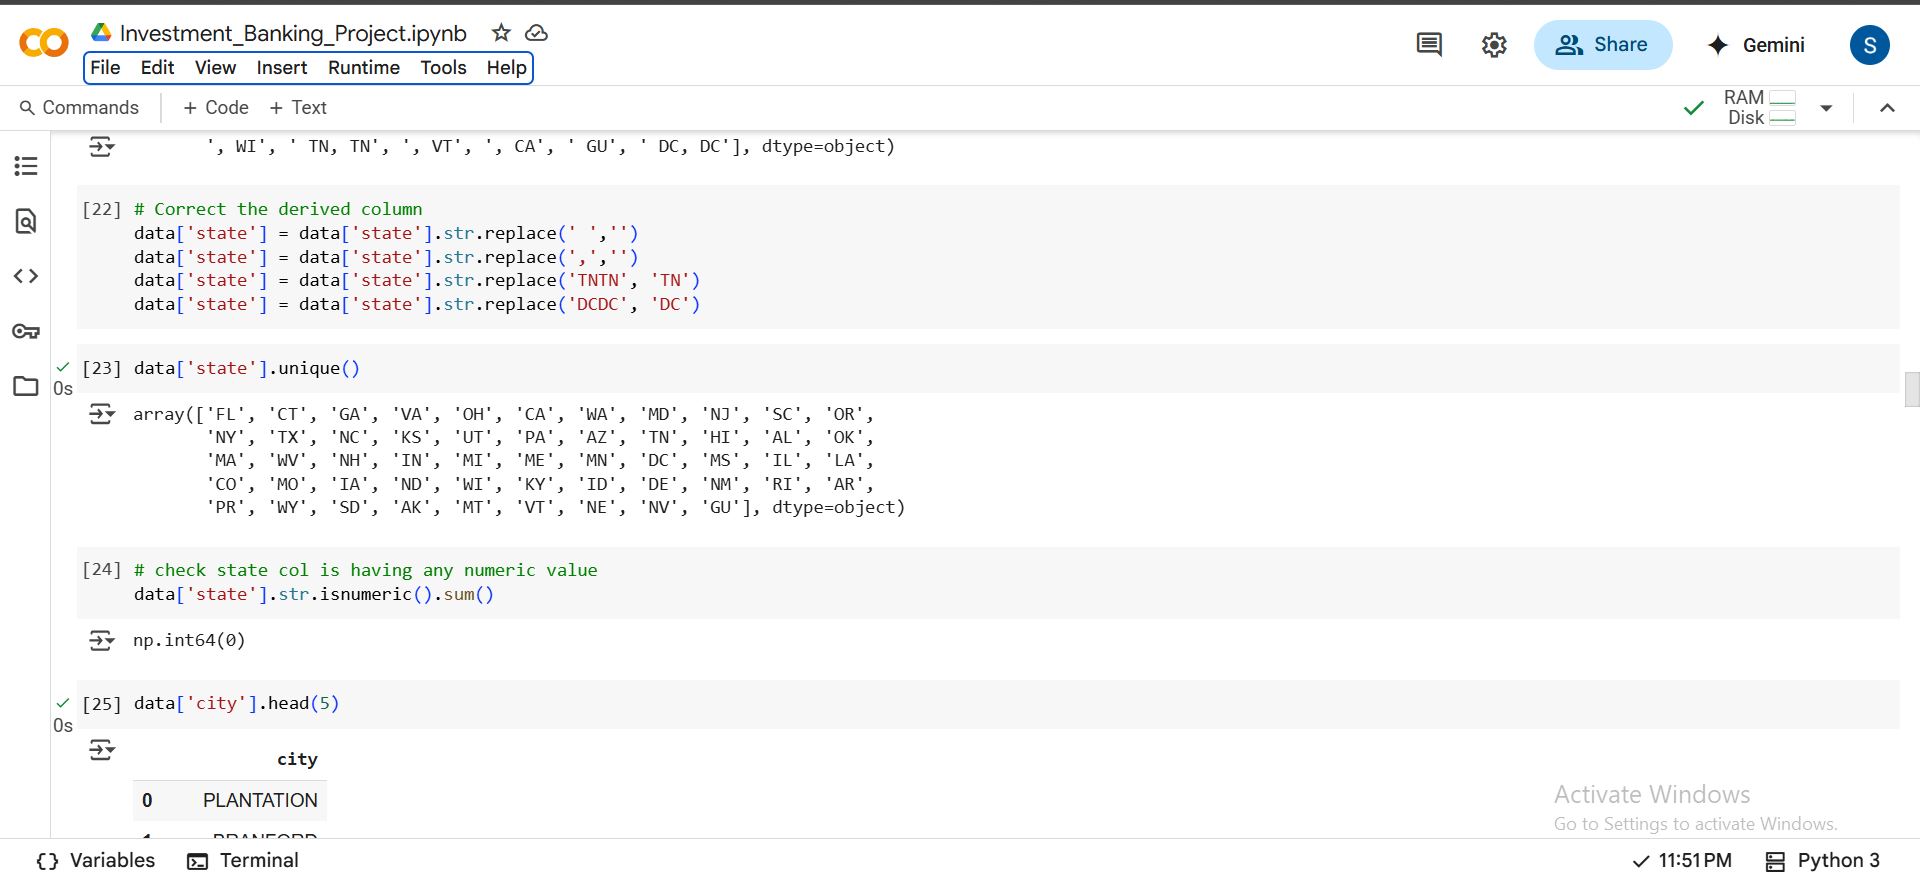 Investment_Banking_Project.ipynb
File Edit View Insert Runtime Tools Help
Share
Gemini
S
Commands
+ Code + Text
RAM
Disk
', WI', ' TN, TN', ', VT', ', CA', ' GU', ' DC, DC'], dtype=object)
[22] # Correct the derived column
data['state'] = data['state'].str.replace(' ','')
data['state'] = data['state'].str.replace(',','')
data['state'] = data['state'].str.replace('TNTN', 'TN')
data['state'] = data['state'].str.replace('DCDC', 'DC')
[23] data['state'].unique()
0s
array(['FL', 'CT', 'GA', 'VA', 'OH', 'CA', 'WA', 'MD', 'NJ', 'SC', 'OR',
'NY', 'TX', 'NC', 'KS', 'UT', 'PA', 'AZ', 'TN', 'HI', 'AL', 'OK',
'MA', 'WV', 'NH', 'IN', 'MI', 'ME', 'MN', 'DC', 'MS', 'IL', 'LA',
'CO', 'MO', 'IA', 'ND', 'WI', 'KY', 'ID', 'DE', 'NM', 'RI', 'AR',
'PR', 'WY', 'SD', 'AK', 'MT', 'VT', 'NE', 'NV', 'GU'], dtype=object)
[24] # check state col is having any numeric value
data['state'].str.isnumeric().sum()
np.int64(0)
[25] data['city'].head(5)
0s
city
0 PLANTATION
Activate Windows
Go to Settings to activate Windows.
Variables Terminal
11:51 PM Python 3